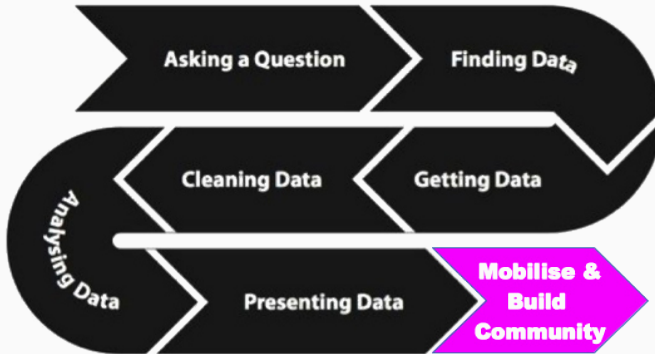 Asking a Question
Finding Data
Getting Data
Cleaning Data
Analysing Data
Presenting Data
Mobilise &
Build
Community